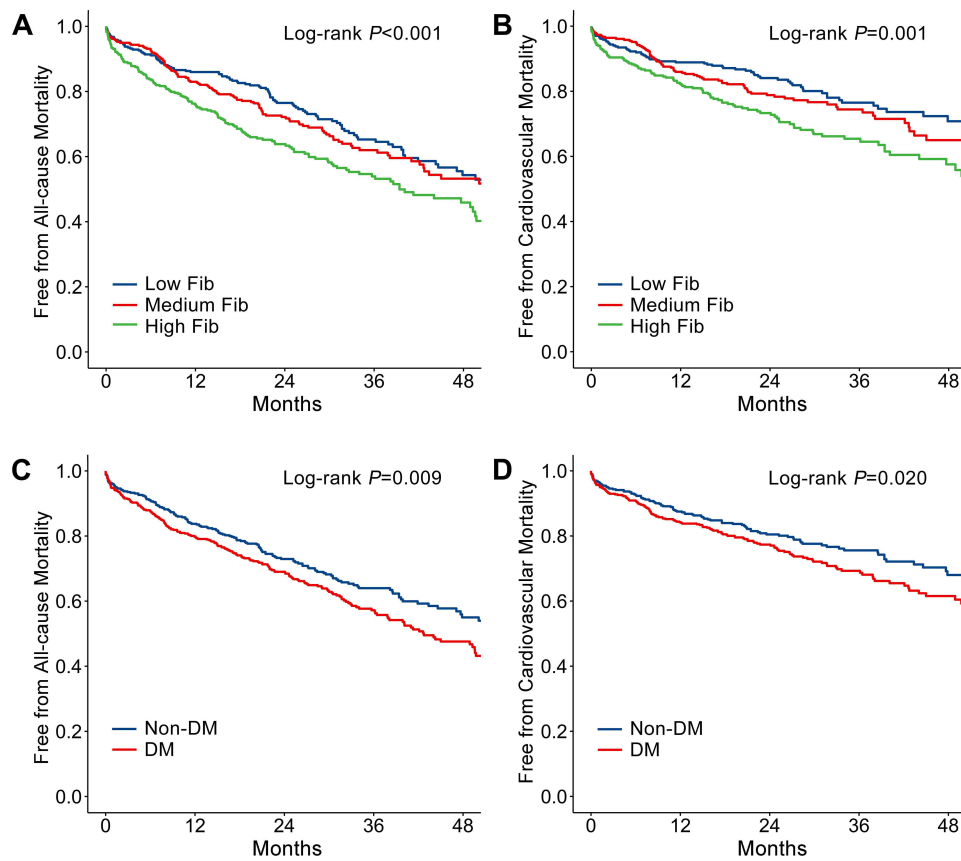 A
Log-rank P<0.001
Free from All-cause Mortality
1.0
0.8
0.6
0.4
0.2
0.0
Low Fib
Medium Fib
High Fib
0 12 24 36 48
Months
B
Log-rank P=0.001
Free from Cardiovascular Mortality
1.0
0.8
0.6
0.4
0.2
0.0
Low Fib
Medium Fib
High Fib
0 12 24 36 48
Months
C
Log-rank P=0.009
Free from All-cause Mortality
1.0
0.8
0.6
0.4
0.2
0.0
Non-DM
DM
0 12 24 36 48
Months
D
Log-rank P=0.020
Free from Cardiovascular Mortality
1.0
0.8
0.6
0.4
0.2
0.0
Non-DM
DM
0 12 24 36 48
Months